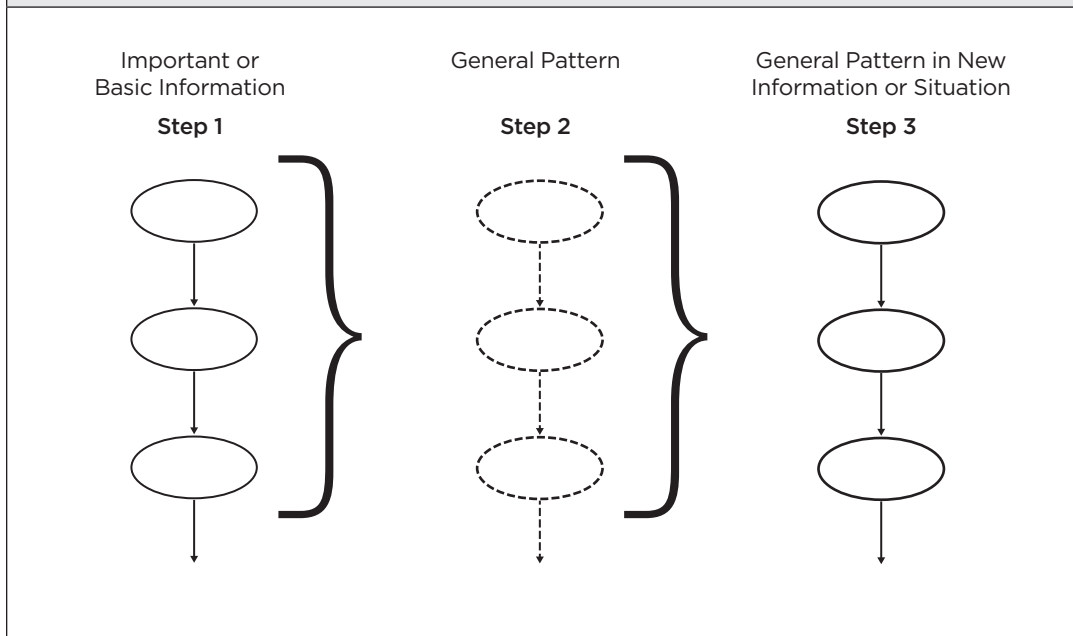 Important or
Basic Information
Step 1
General Pattern
Step 2
General Pattern in New
Information or Situation
Step 3